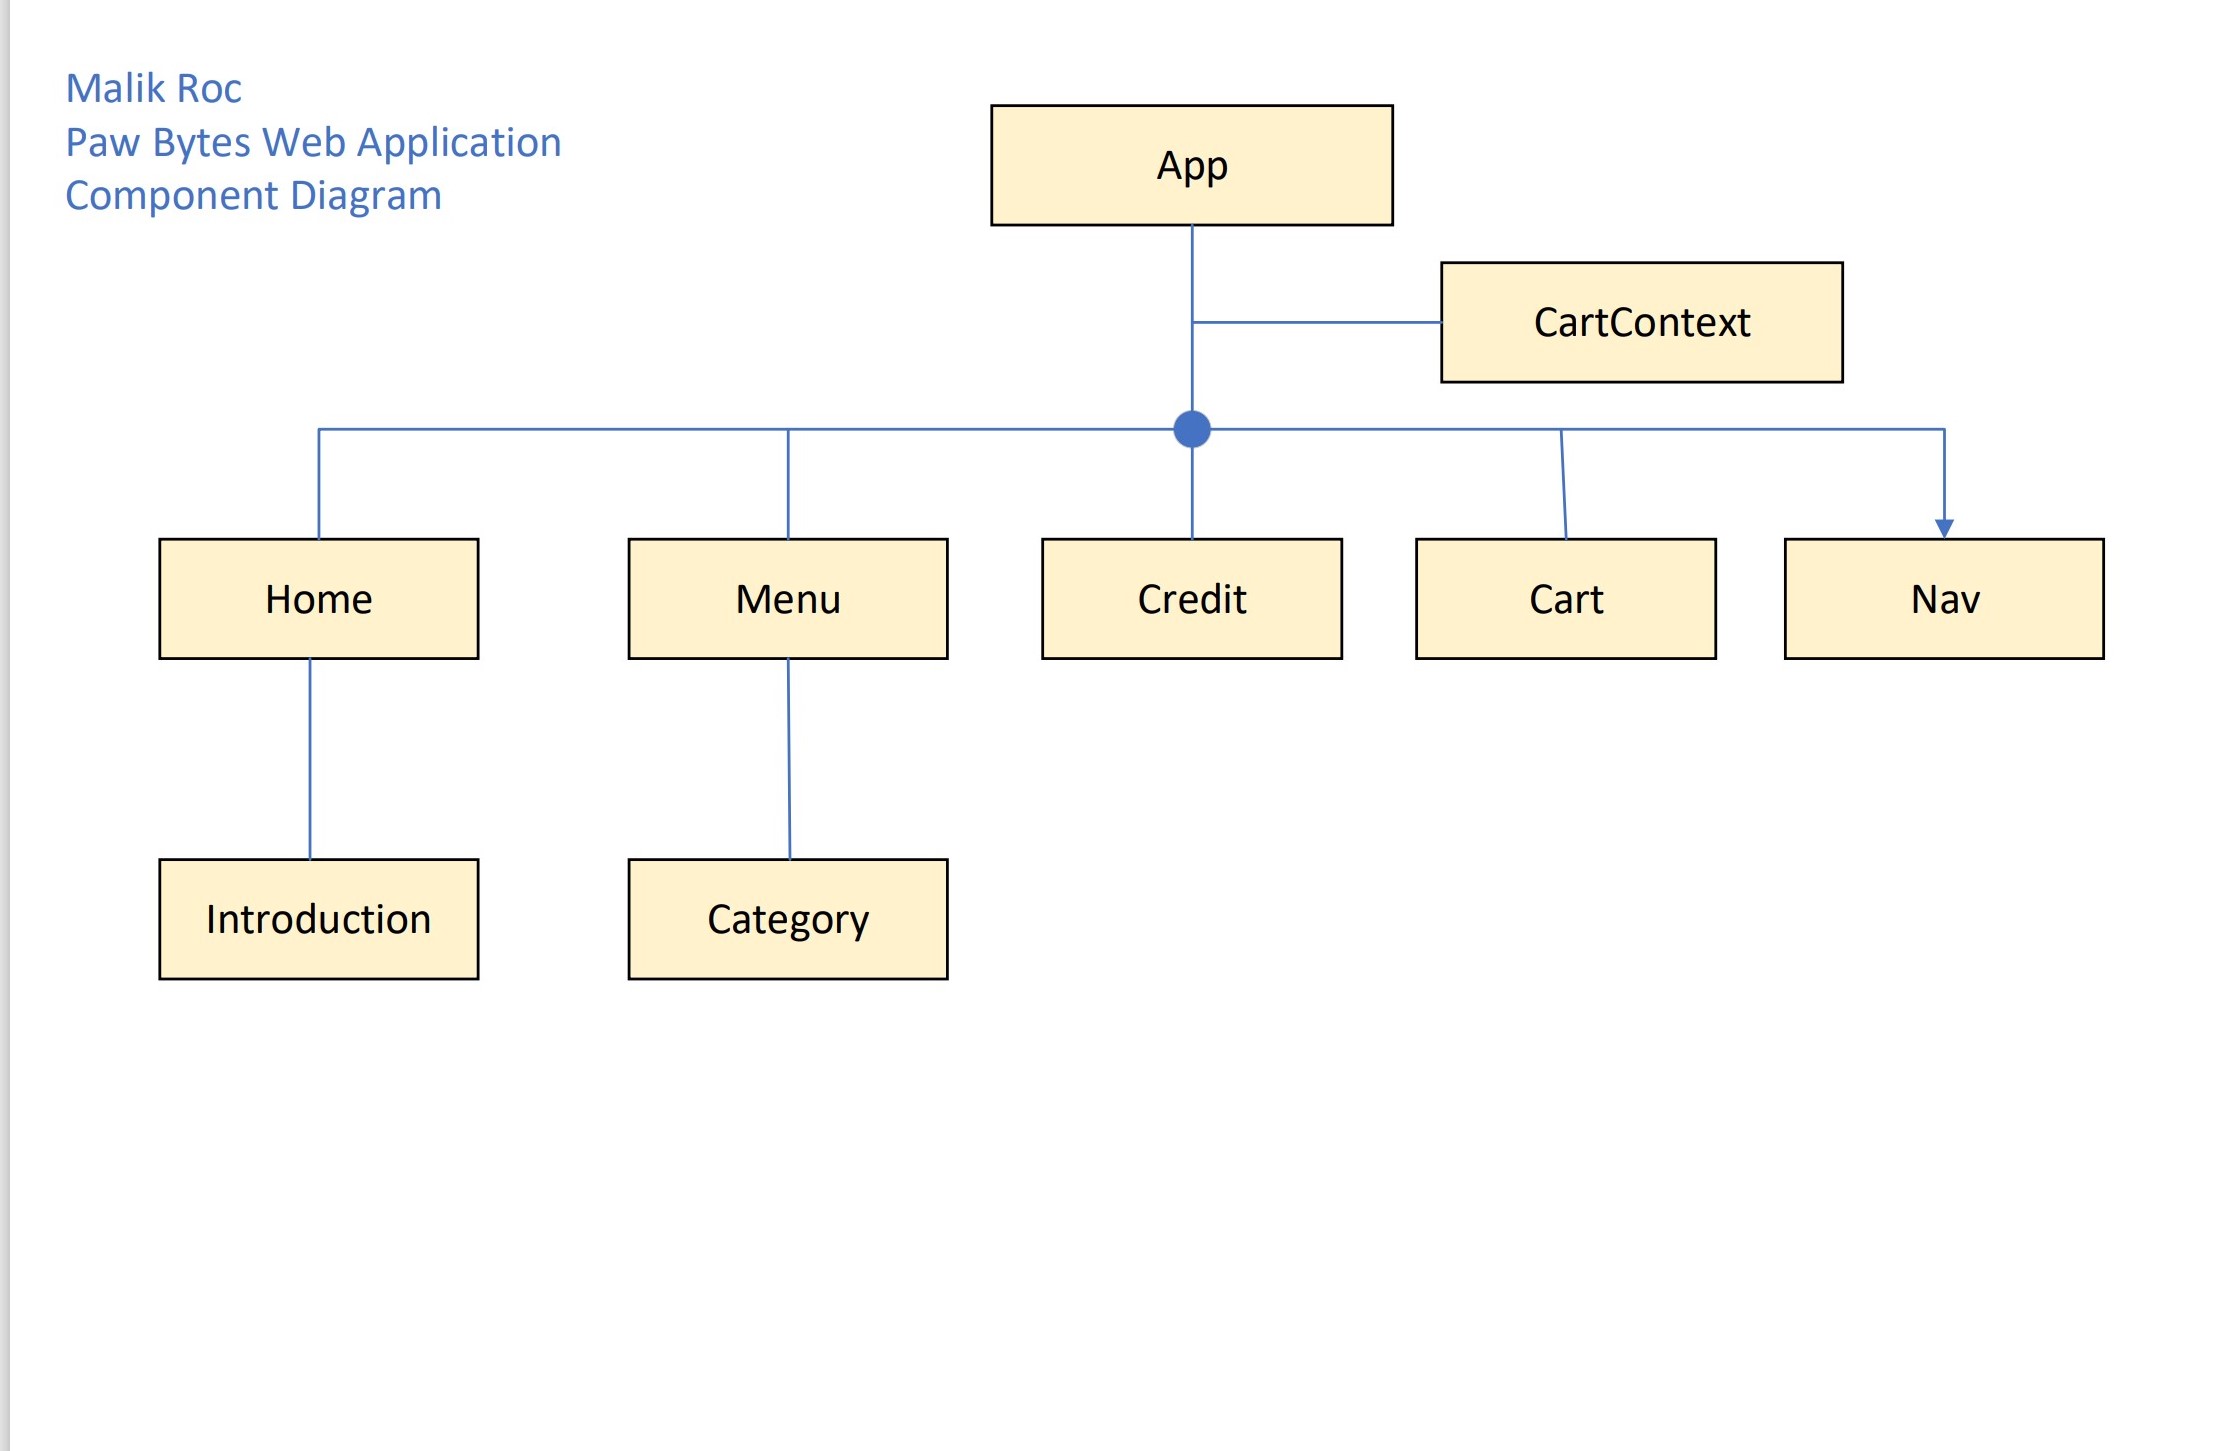 Malik Roc
Paw Bytes Web Application
Component Diagram
App
CartContext
Home
Menu
Credit
Cart
Nav
Introduction
Category